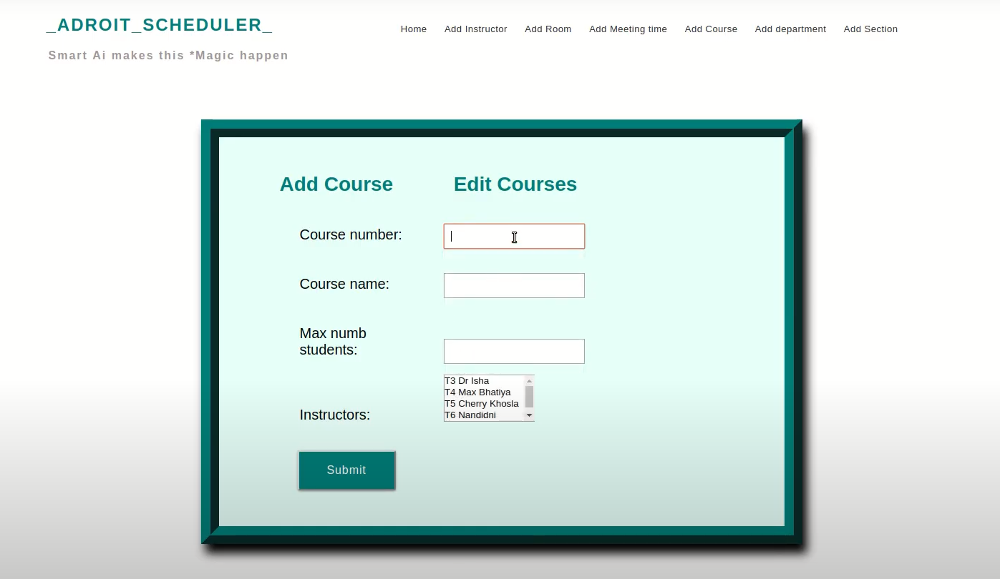 _ADROIT_SCHEDULER_
Home Add Instructor Add Room Add Meeting time Add Course Add department Add Section
Smart Ai makes this *Magic happen
Add Course Edit Courses
Course number:
Course name:
Max numb
students:
T3 Dr Isha
T4 Max Bhatiya
T5 Cherry Khosla
T6 Nandidni
Instructors:
Submit